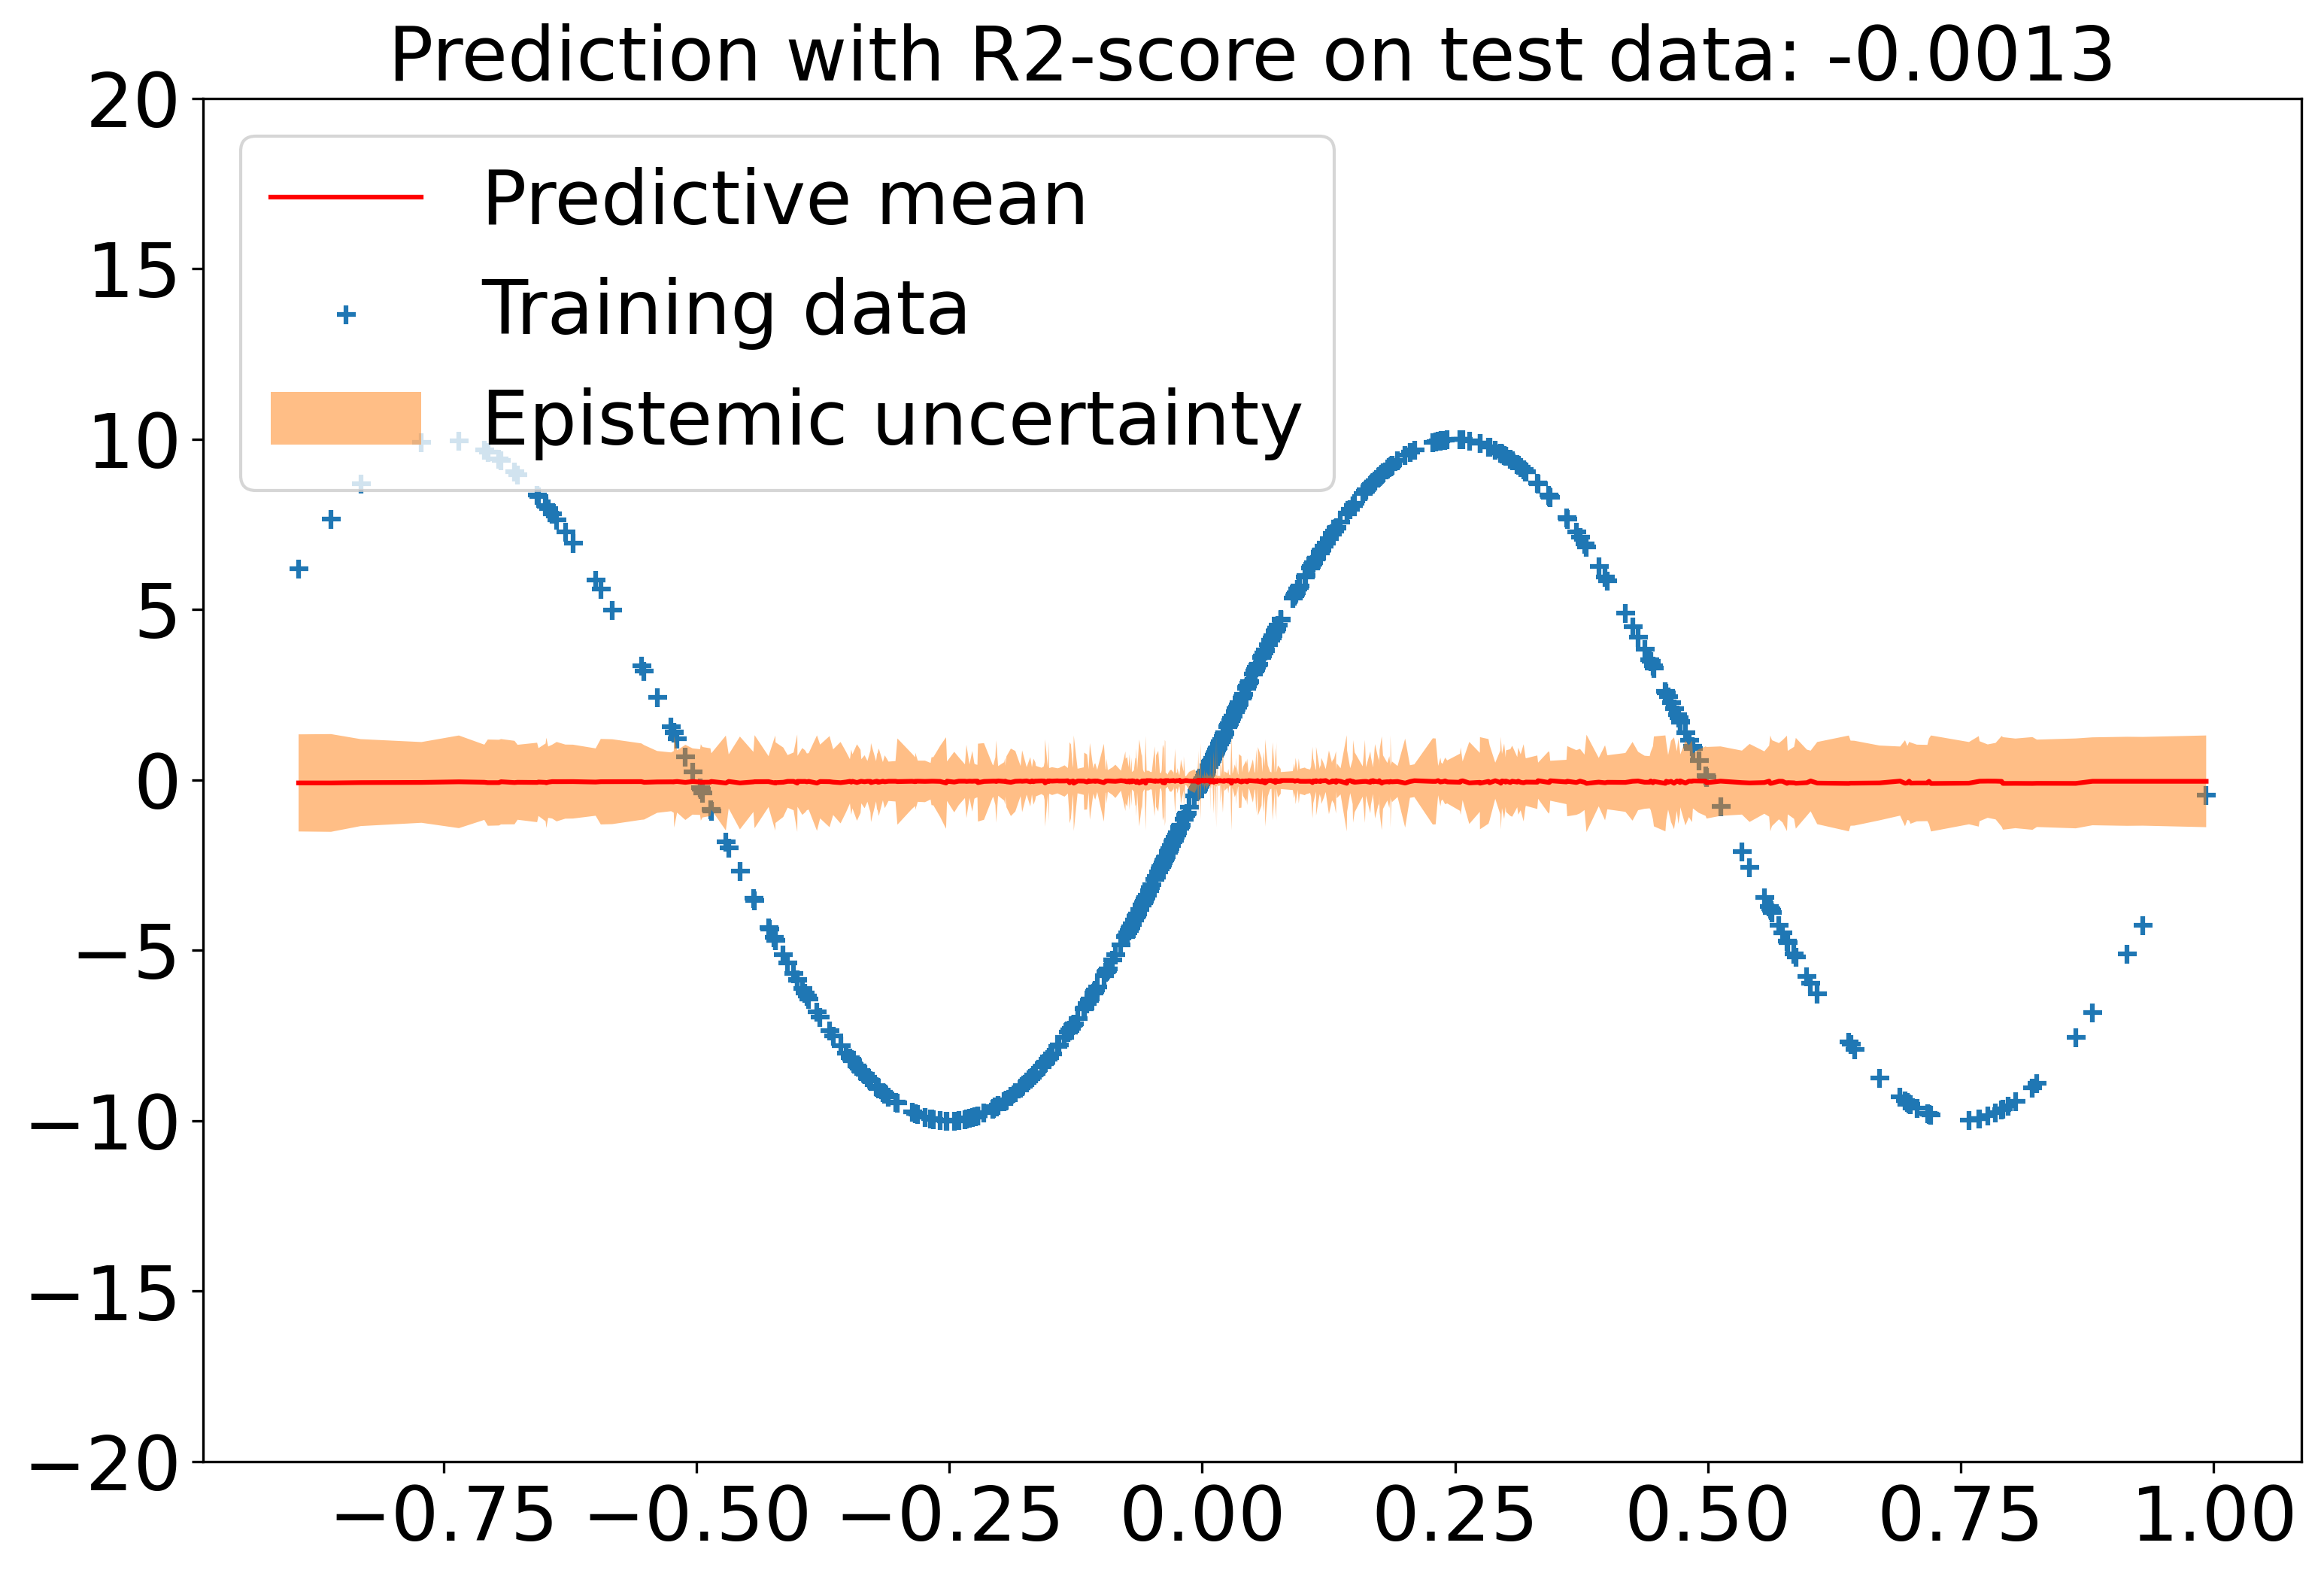 Prediction with R2-score on test data: -0.0013
20
15
10
5
0
−5
−10
−15
−20
Predictive mean
Training data
Epistemic uncertainty
−0.75 −0.50 −0.25 0.00 0.25 0.50 0.75 1.00